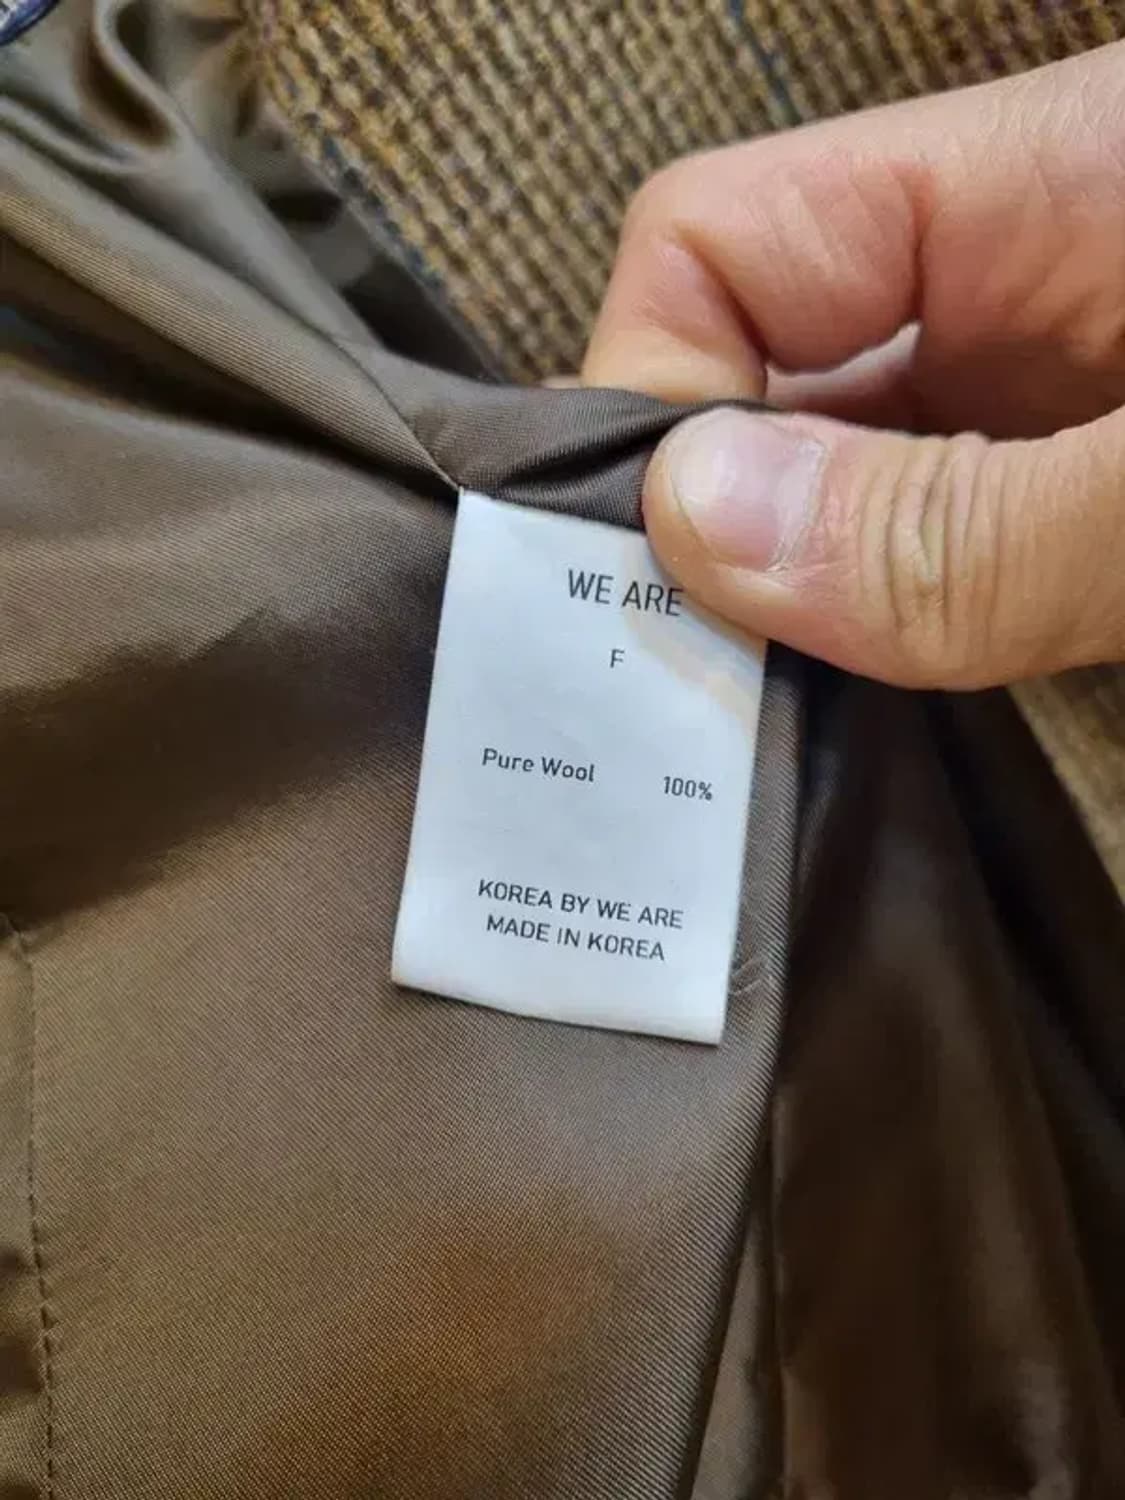 WE ARE
F
Pure Wool 100%
KOREA BY WE ARE
MADE IN KOREA